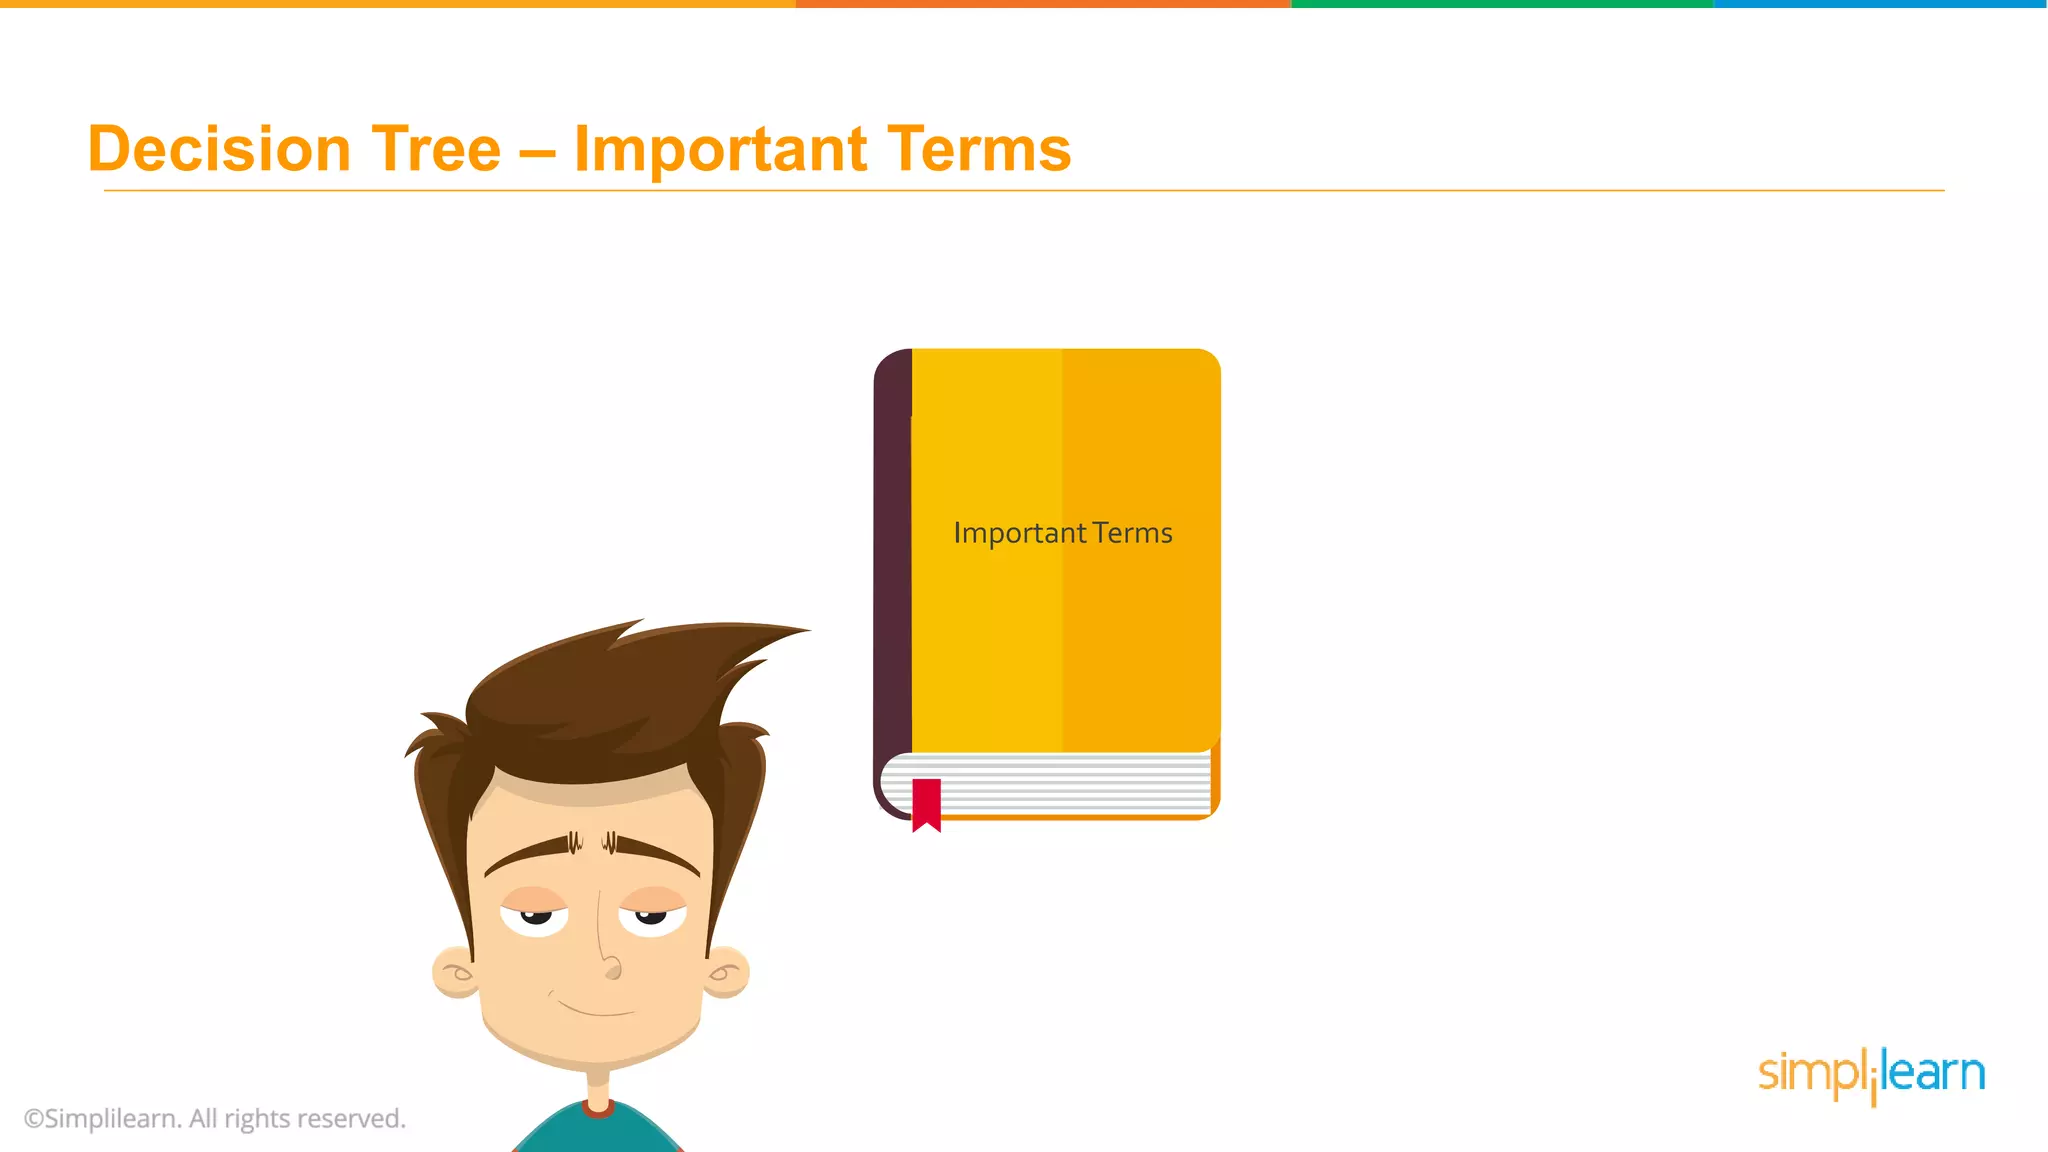 Decision Tree – Important Terms
Important Terms
simplilearn
©Simplilearn. All rights reserved.